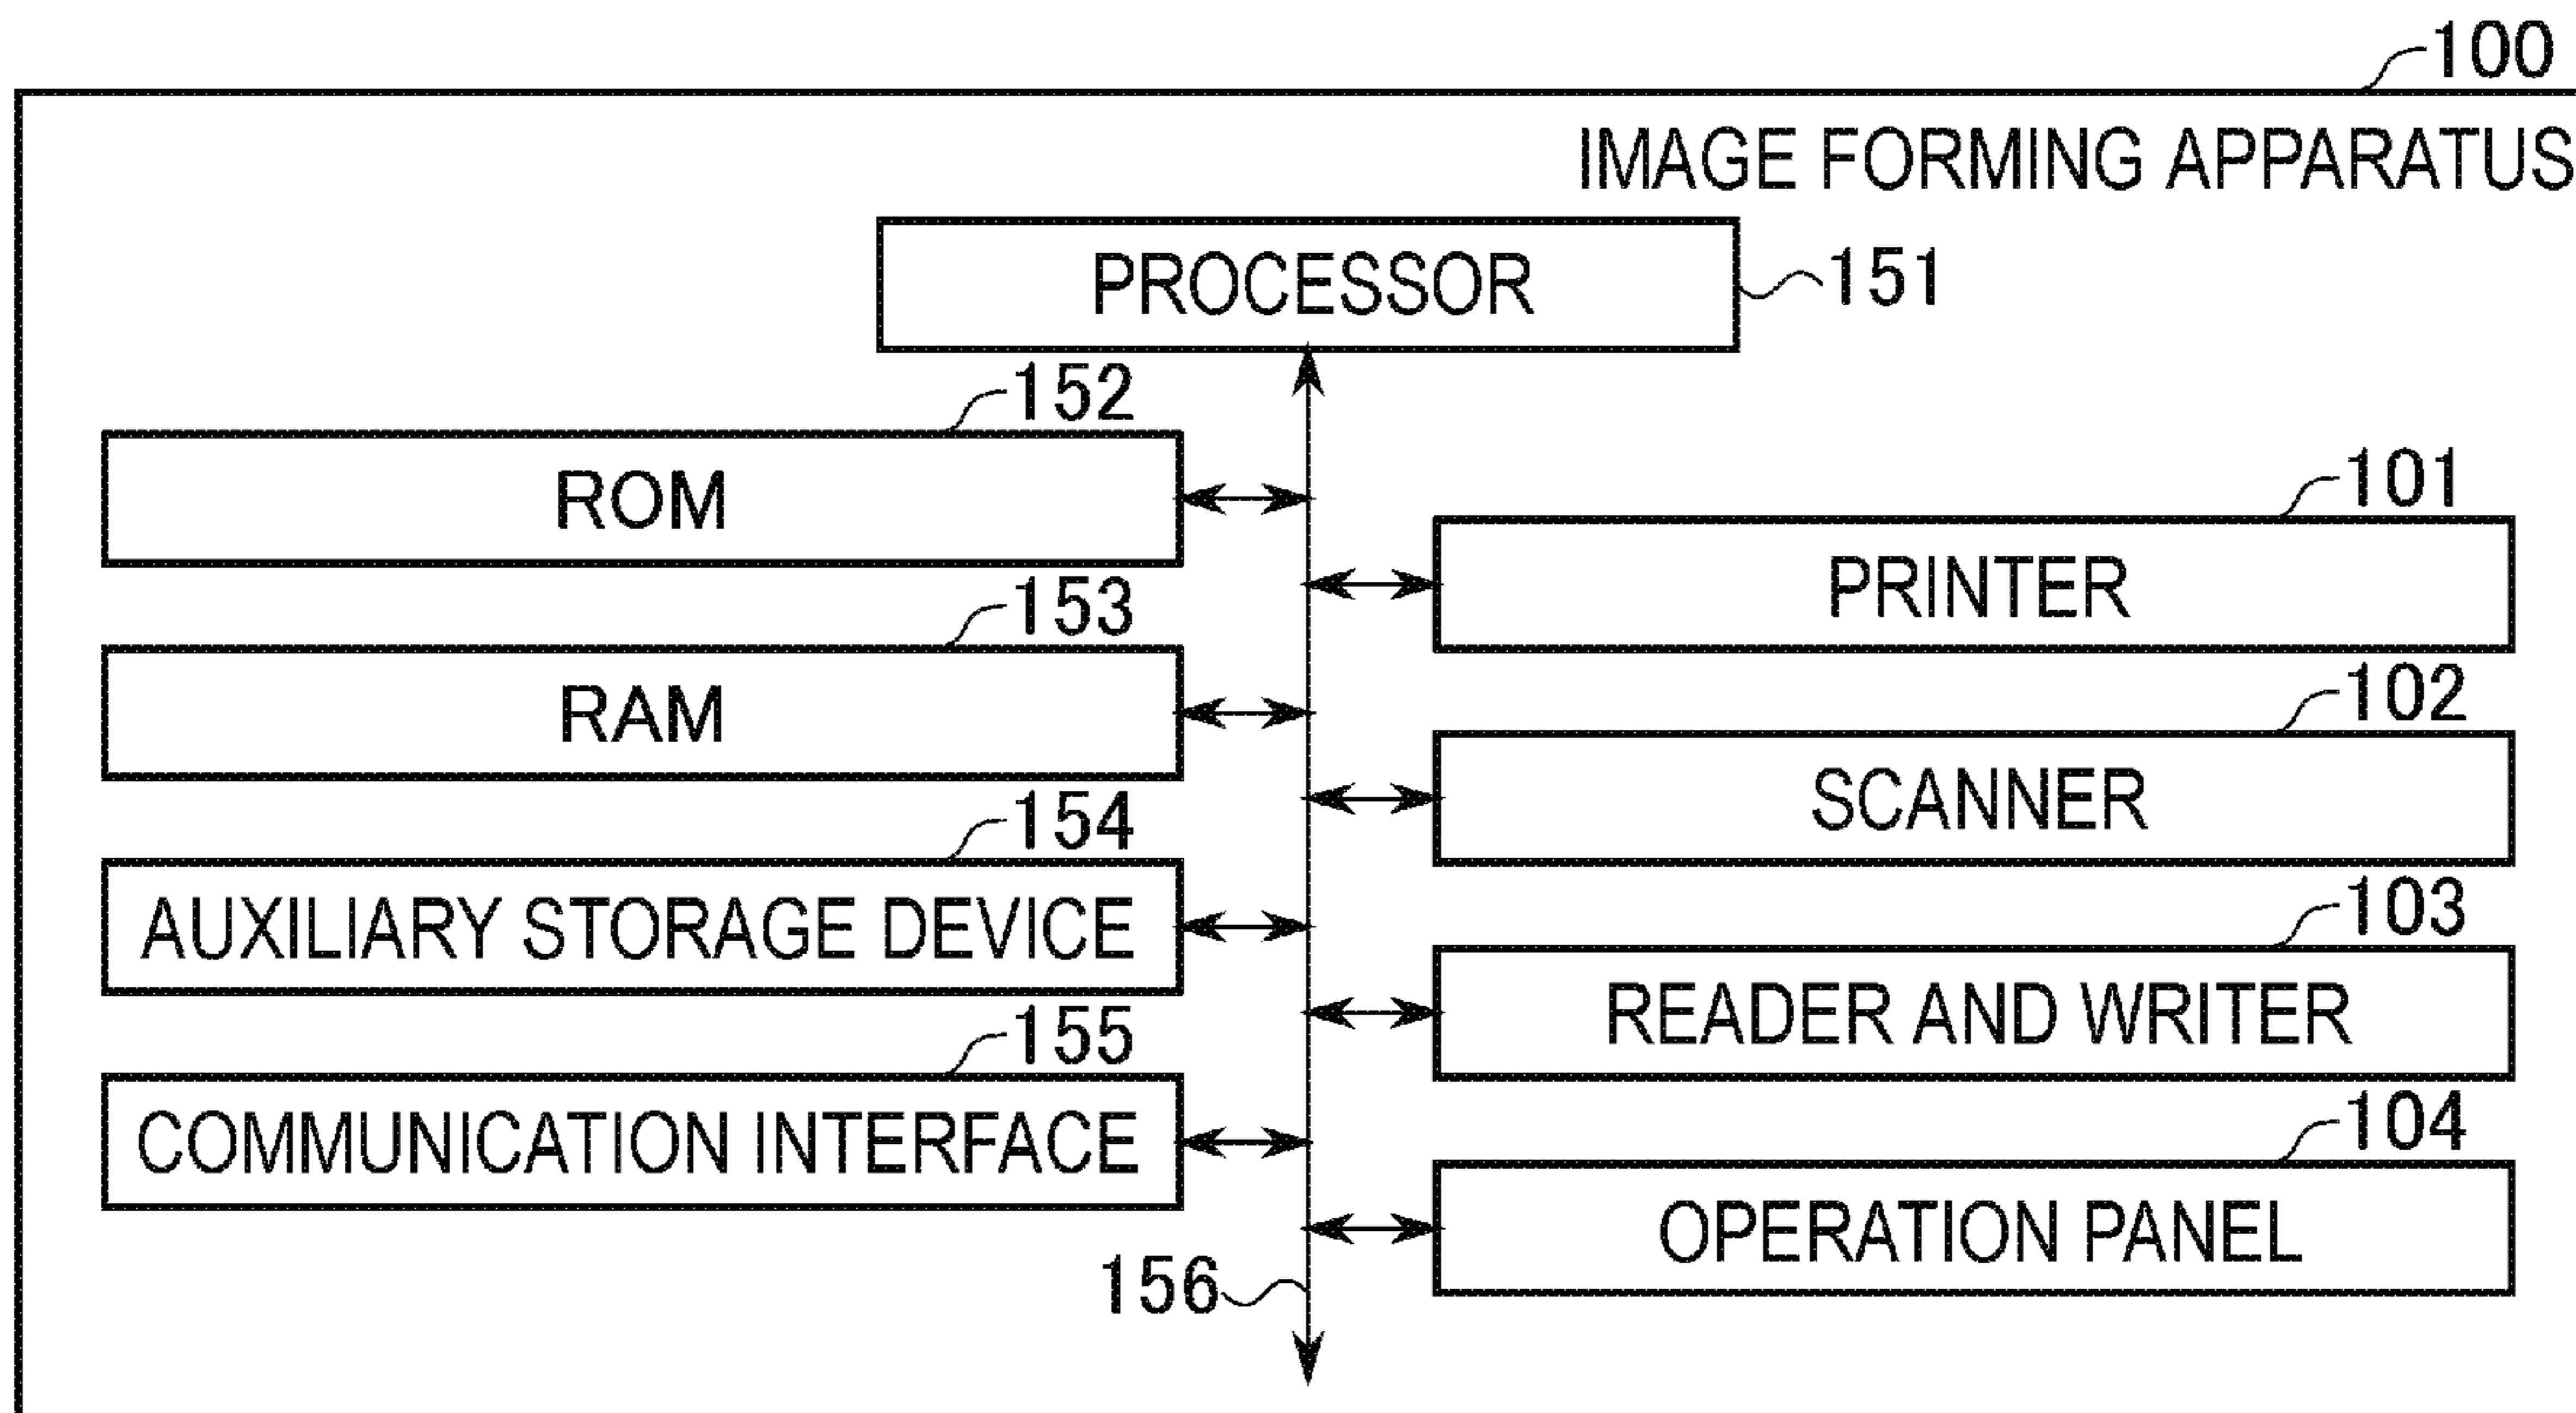 100
IMAGE FORMING APPARATUS
PROCESSOR
151
152
ROM
101
PRINTER
153
RAM
102
SCANNER
154
AUXILIARY STORAGE DEVICE
103
READER AND WRITER
155
COMMUNICATION INTERFACE
104
OPERATION PANEL
156